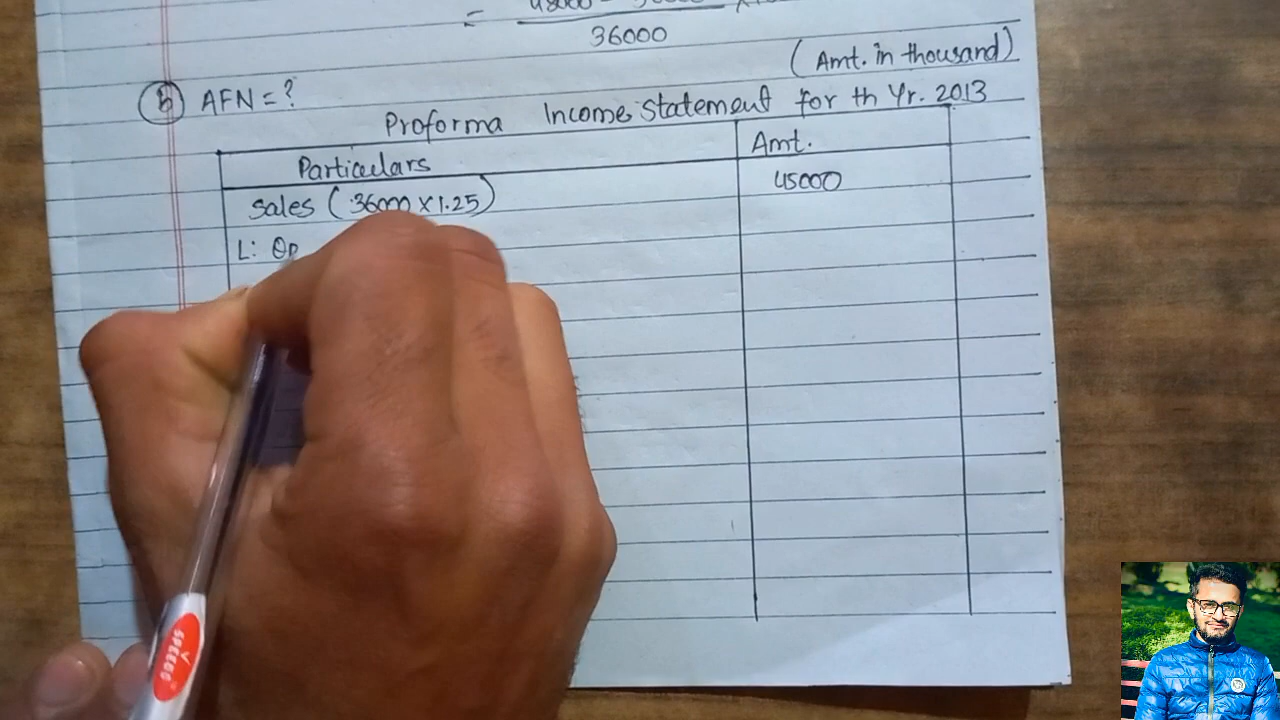 =
36000
(Amt. in thousand)
(b) AFN = ?
Proforma Income statement for th Yr. 2013
Particulars Amt.
Sales (36000 × 1.25) 45000
L: Op
SPEEDO